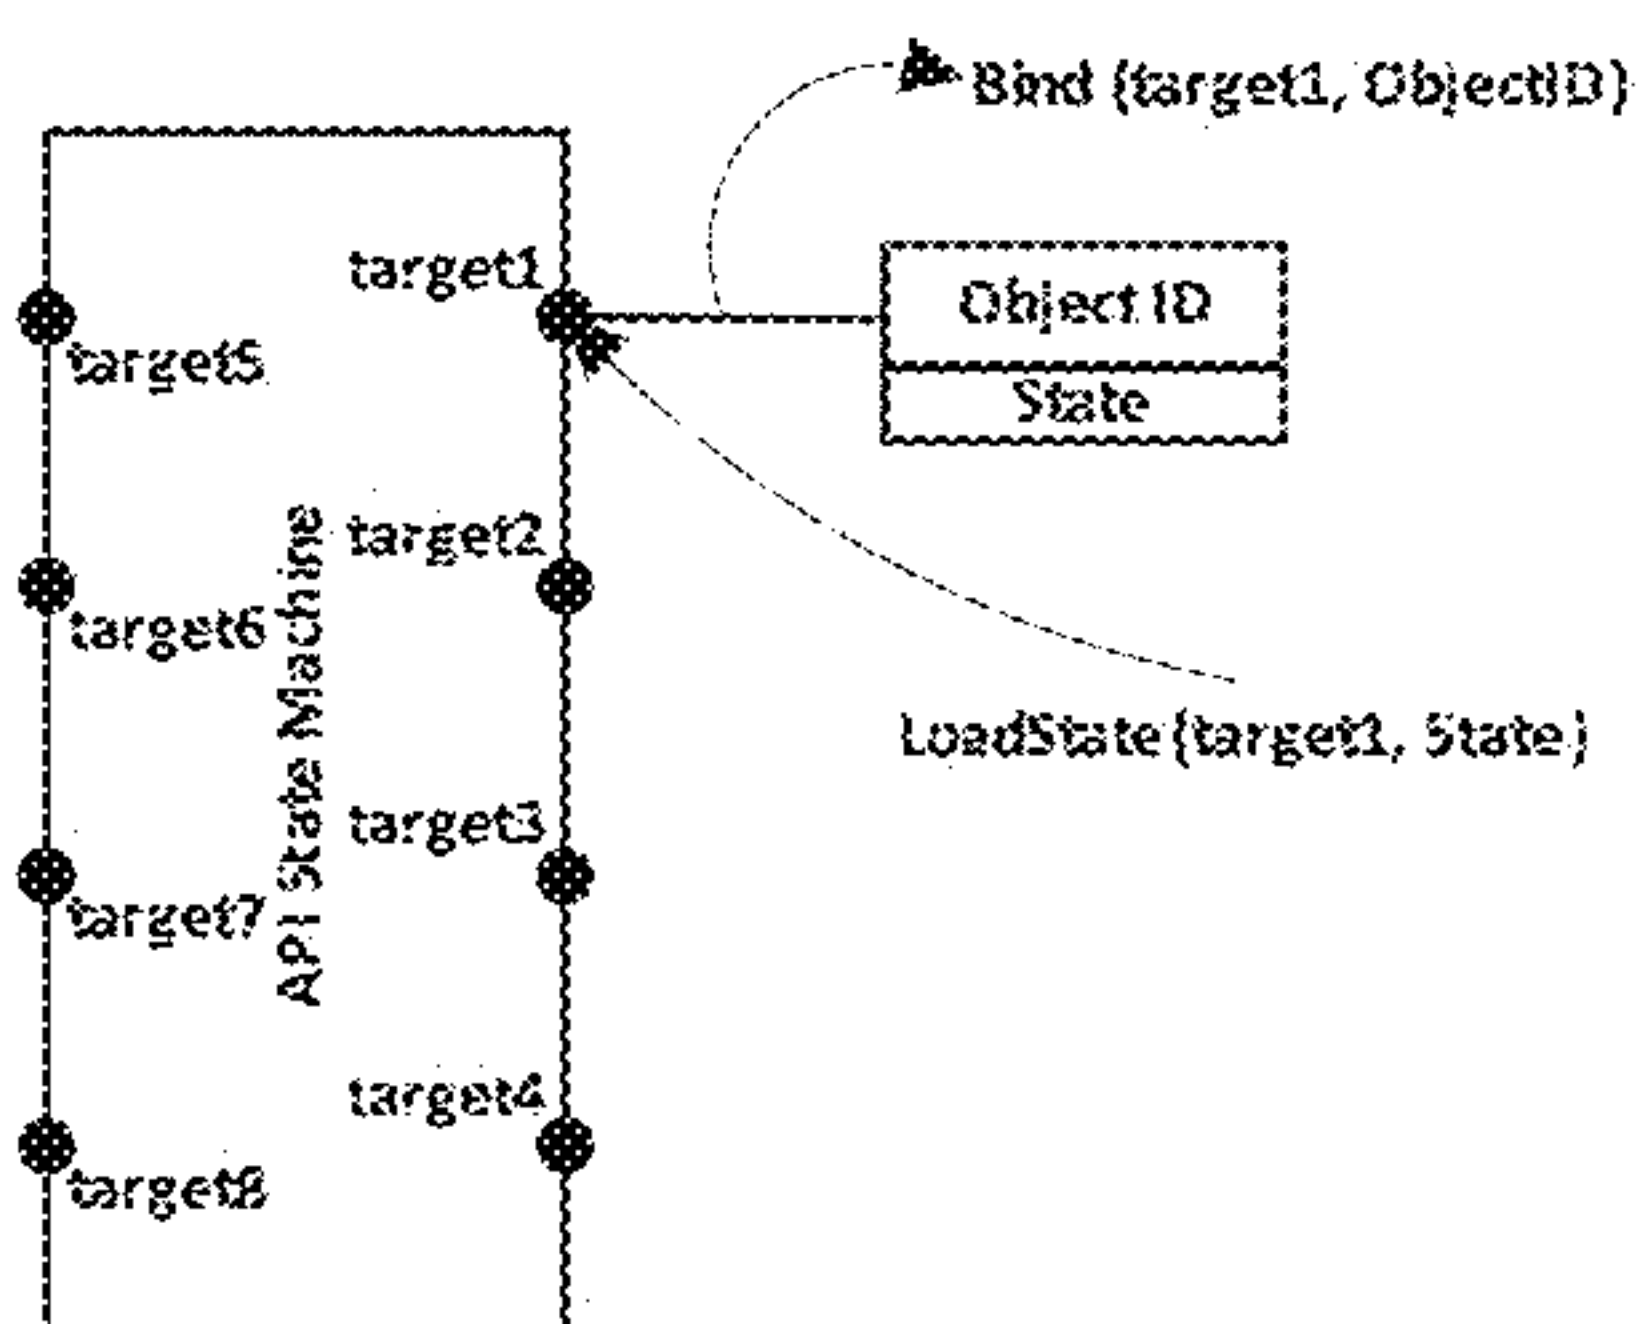 Bind (target1, ObjectID)
target1
Object ID
target5
State
target2
API State Machine
target6
LoadState(target1, State)
target3
target7
target4
target8